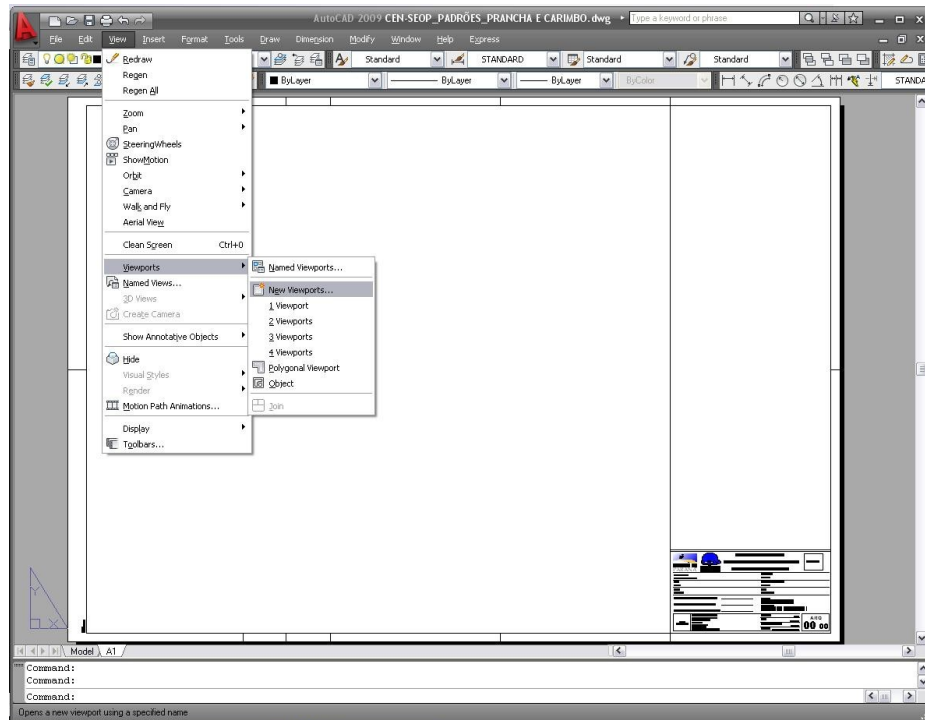 AutoCAD 2009 CEN-SEOP_PADRÕES_PRANCHA E CARIMBO.dwg Type a keyword or phrase
File Edit View Insert Format Tools Draw Dimension Modify Window Help Express
Standard STANDARD Standard Standard
ByLayer ByLayer ByLayer ByColor STANDA
Redraw
Regen
Regen All
Zoom
Pan
SteeringWheels
ShowMotion
Orbit
Camera
Walk and Fly
Aerial View
Clean Screen Ctrl+0
Viewports
Named Views...
3D Views
Create Camera
Show Annotative Objects
Hide
Visual Styles
Render
Motion Path Animations...
Display
Toolbars...
Named Viewports...
New Viewports...
1 Viewport
2 Viewports
3 Viewports
4 Viewports
Polygonal Viewport
Object
Join
Y
X
ARQ
00 00
Model A1
Command:
Command:
Command:
Opens a new viewport using a specified name